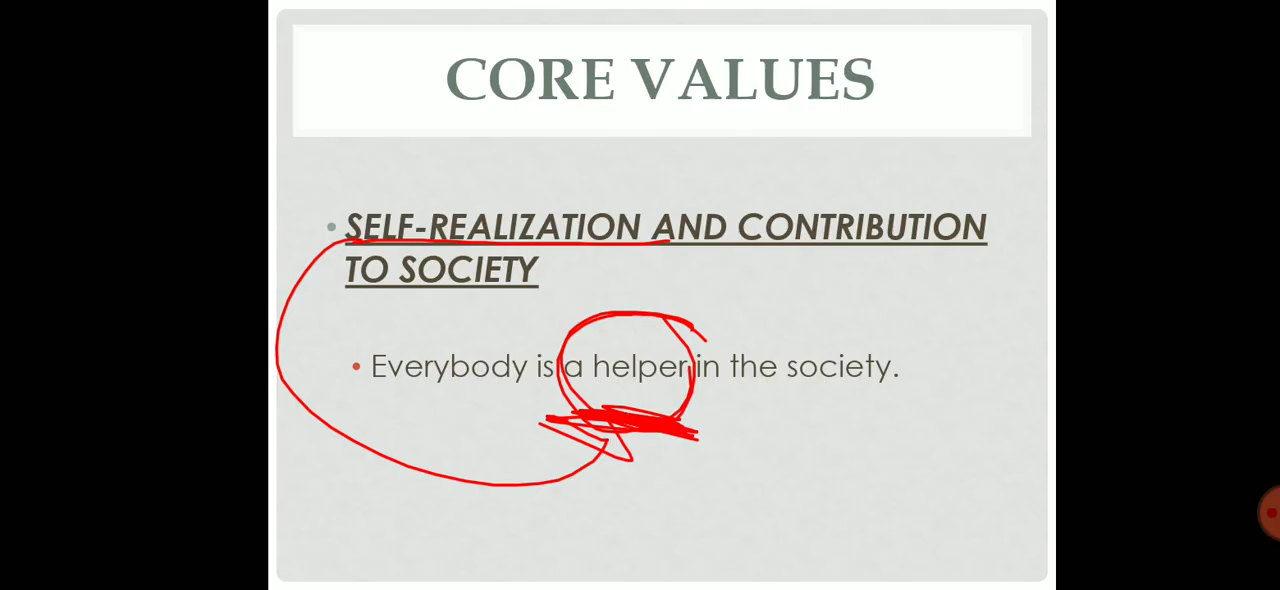 CORE VALUES
• SELF-REALIZATION AND CONTRIBUTION
TO SOCIETY
• Everybody is a helper in the society.